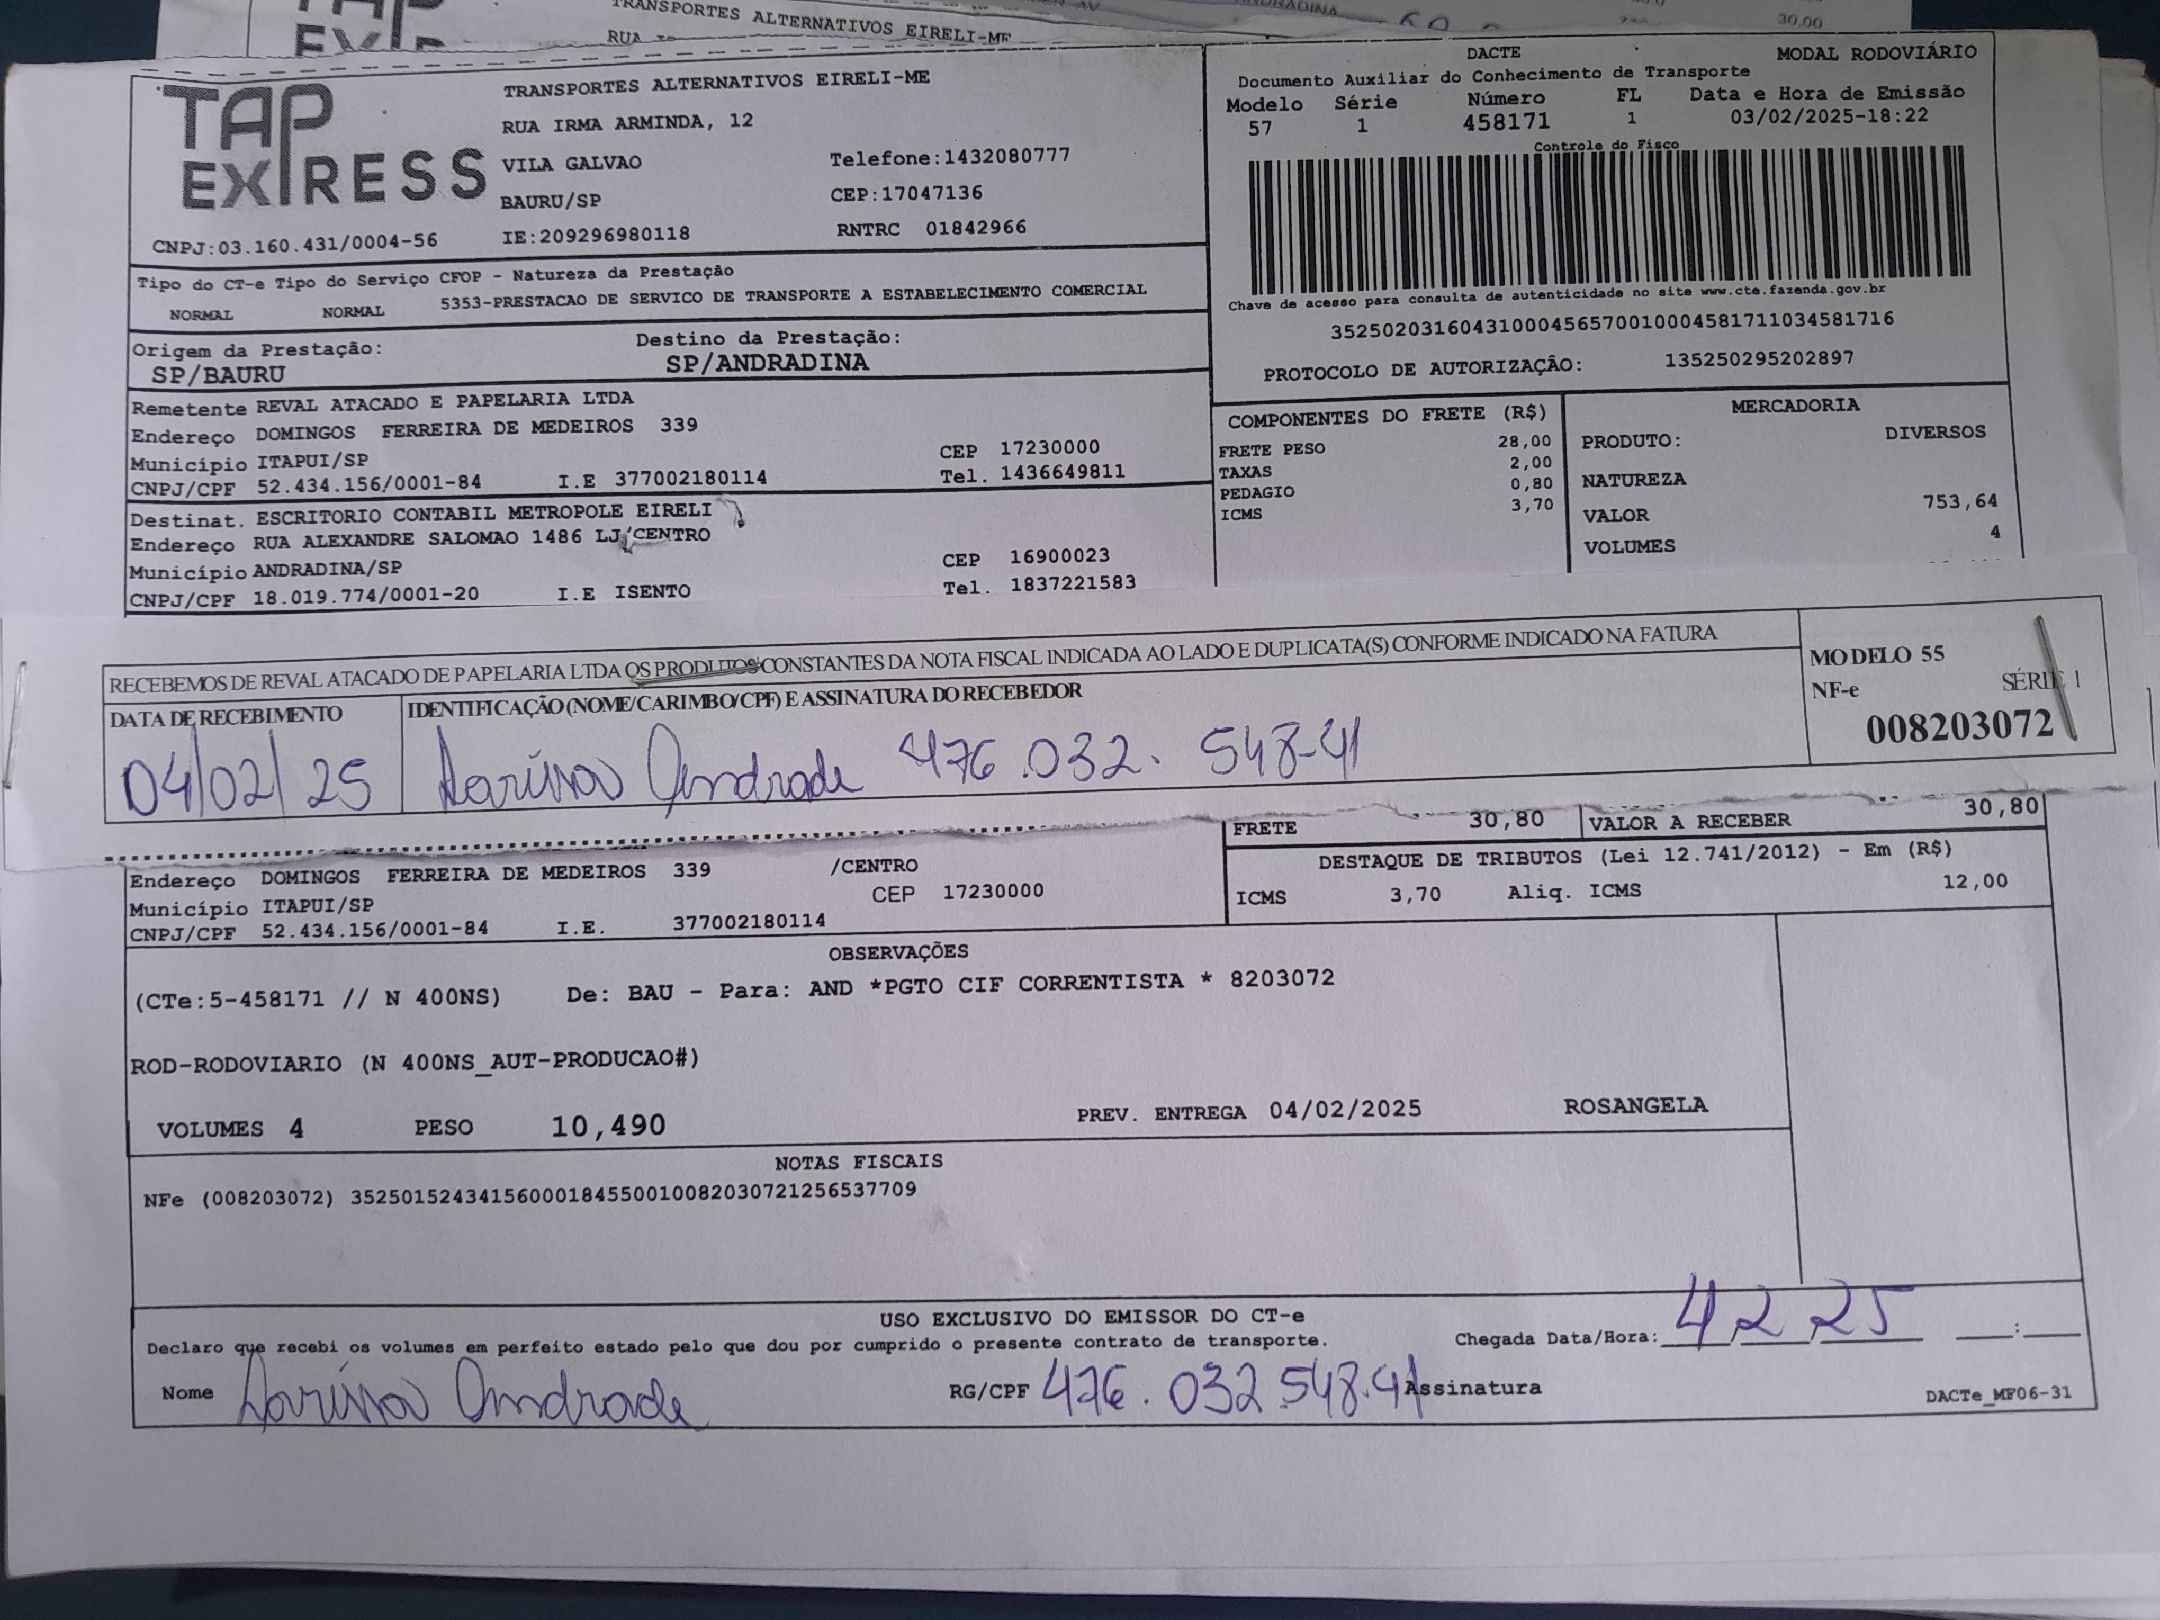 TRANSPORTES ALTERNATIVOS EIRELI-ME
RUA
ANDRADINA
30,00
TAP EXPRESS
TRANSPORTES ALTERNATIVOS EIRELI-ME
RUA IRMA ARMINDA, 12
VILA GALVAO Telefone:1432080777
BAURU/SP CEP:17047136
CNPJ:03.160.431/0004-56 IE:209296980118 RNTRC 01842966
DACTE MODAL RODOVIÁRIO
Documento Auxiliar do Conhecimento de Transporte
Modelo Série Número FL Data e Hora de Emissão
57 1 458171 1 03/02/2025-18:22
Controle do Fisco
Chave de acesso para consulta de autenticidade no site www.cte.fazenda.gov.br
35250203160431000456570010004581711034581716
PROTOCOLO DE AUTORIZAÇÃO: 135250295202897
Tipo do CT-e Tipo do Serviço CFOP - Natureza da Prestação
NORMAL NORMAL 5353-PRESTACAO DE SERVICO DE TRANSPORTE A ESTABELECIMENTO COMERCIAL
Origem da Prestação: Destino da Prestação:
SP/BAURU SP/ANDRADINA
Remetente REVAL ATACADO E PAPELARIA LTDA
Endereço DOMINGOS FERREIRA DE MEDEIROS 339
Município ITAPUI/SP CEP 17230000
CNPJ/CPF 52.434.156/0001-84 I.E 377002180114 Tel. 1436649811
Destinat. ESCRITORIO CONTABIL METROPOLE EIRELI
Endereço RUA ALEXANDRE SALOMAO 1486 LJ/CENTRO
Município ANDRADINA/SP CEP 16900023
CNPJ/CPF 18.019.774/0001-20 I.E ISENTO Tel. 1837221583
COMPONENTES DO FRETE (R$)
FRETE PESO 28,00
TAXAS 2,00
PEDAGIO 0,80
ICMS 3,70
MERCADORIA
PRODUTO: DIVERSOS
NATUREZA
VALOR 753,64
VOLUMES 4
RECEBEMOS DE REVAL ATACADO DE PAPELARIA LTDA OS PRODUTOS CONSTANTES DA NOTA FISCAL INDICADA AO LADO E DUPLICATA(S) CONFORME INDICADO NA FATURA
DATA DE RECEBIMENTO IDENTIFICAÇÃO (NOME/CARIMBO/CPF) E ASSINATURA DO RECEBEDOR
04/02/25 Larissa Andrade 476.032.548-41
MODELO 55
NF-e SÉRIE 1
008203072
FRETE 30,80 VALOR A RECEBER 30,80
DESTAQUE DE TRIBUTOS (Lei 12.741/2012) - Em (R$)
ICMS 3,70 Aliq. ICMS 12,00
Endereço DOMINGOS FERREIRA DE MEDEIROS 339 /CENTRO
Município ITAPUI/SP CEP 17230000
CNPJ/CPF 52.434.156/0001-84 I.E. 377002180114
OBSERVAÇÕES
(CTe:5-458171 // N 400NS) De: BAU - Para: AND *PGTO CIF CORRENTISTA * 8203072
ROD-RODOVIARIO (N 400NS_AUT-PRODUCAO#)
VOLUMES 4 PESO 10,490 PREV. ENTREGA 04/02/2025 ROSANGELA
NOTAS FISCAIS
NFe (008203072) 35250152434156000184550010082030721256537709
USO EXCLUSIVO DO EMISSOR DO CT-e
Declaro que recebi os volumes em perfeito estado pelo que dou por cumprido o presente contrato de transporte. Chegada Data/Hora: 4 2 25 :
Nome Larissa Andrade RG/CPF 476.032.548.41 Assinatura
DACTe_MF06-31